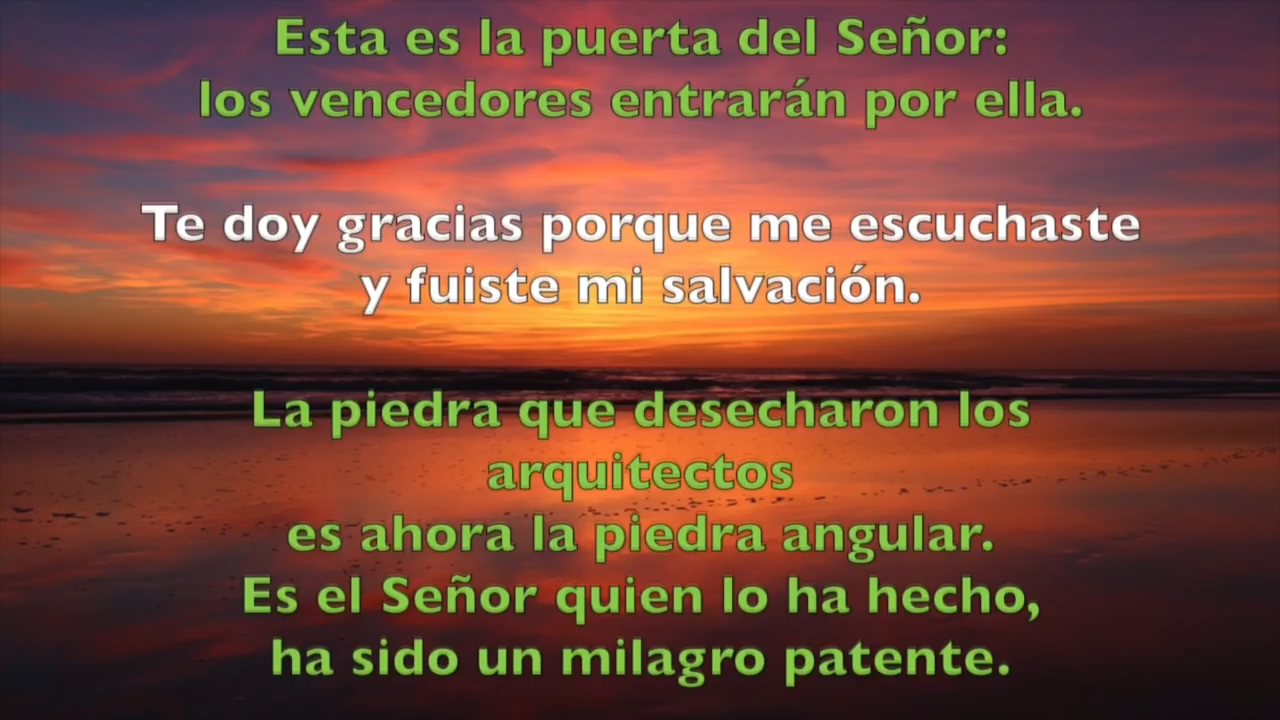 Esta es la puerta del Señor:
los vencedores entrarán por ella.
Te doy gracias porque me escuchaste
y fuiste mi salvación.
La piedra que desecharon los
arquitectos
es ahora la piedra angular.
Es el Señor quien lo ha hecho,
ha sido un milagro patente.